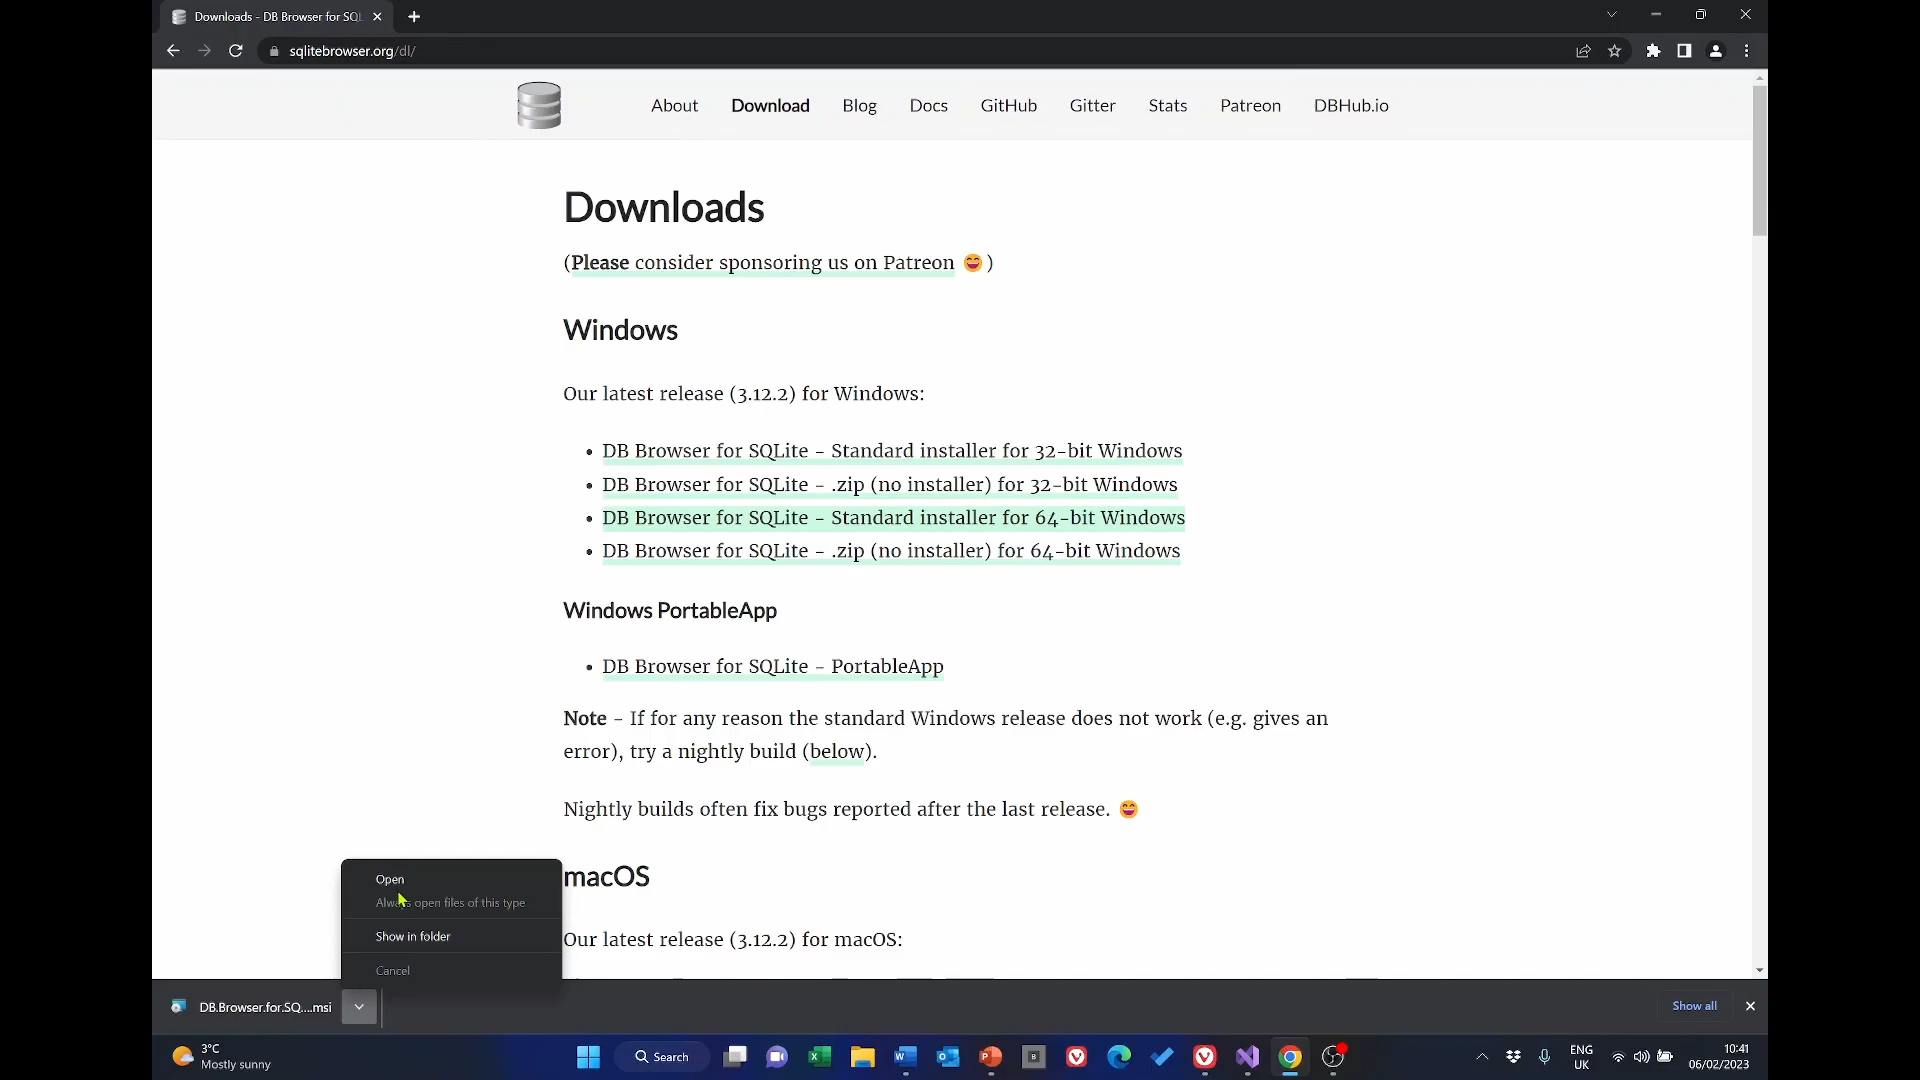 Downloads - DB Browser for SQL
sqlitebrowser.org/dl/
About Download Blog Docs GitHub Gitter Stats Patreon DBHub.io
Downloads
(Please consider sponsoring us on Patreon 😄 )
Windows
Our latest release (3.12.2) for Windows:
• DB Browser for SQLite - Standard installer for 32-bit Windows
• DB Browser for SQLite - .zip (no installer) for 32-bit Windows
• DB Browser for SQLite - Standard installer for 64-bit Windows
• DB Browser for SQLite - .zip (no installer) for 64-bit Windows
Windows PortableApp
• DB Browser for SQLite - PortableApp
Note - If for any reason the standard Windows release does not work (e.g. gives an
error), try a nightly build (below).
Nightly builds often fix bugs reported after the last release. 😄
macOS
Our latest release (3.12.2) for macOS:
Open
Always open files of this type
Show in folder
Cancel
DB.Browser.for.SQ....msi
Show all
3°C
Mostly sunny
Search
ENG
UK
10:41
06/02/2023